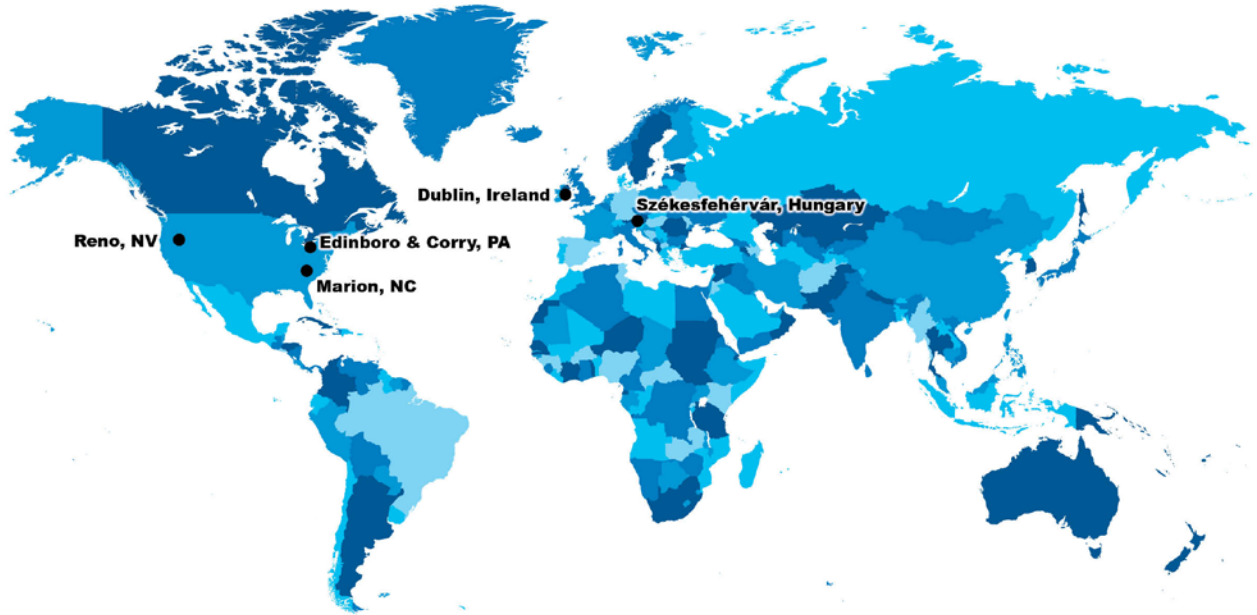 Dublin, Ireland
Székesfehérvár, Hungary
Reno, NV
Edinboro & Corry, PA
Marion, NC